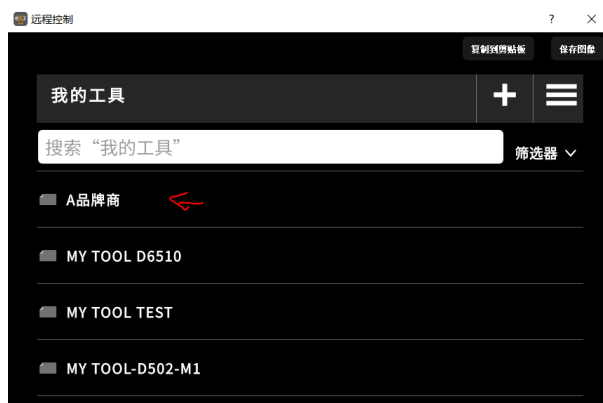 远程控制
?
复制到剪贴板 保存图像
我的工具
搜索“我的工具”
筛选器
A品牌商
MY TOOL D6510
MY TOOL TEST
MY TOOL-D502-M1